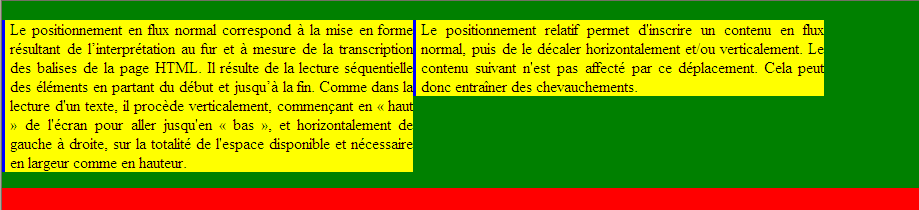 Le positionnement en flux normal correspond à la mise en forme
résultant de l'interprétation au fur et à mesure de la transcription
des balises de la page HTML. Il résulte de la lecture séquentielle
des éléments en partant du début et jusqu'à la fin. Comme dans la
lecture d'un texte, il procède verticalement, commençant en « haut
» de l'écran pour aller jusqu'en « bas », et horizontalement de
gauche à droite, sur la totalité de l'espace disponible et nécessaire
en largeur comme en hauteur.
Le positionnement relatif permet d'inscrire un contenu en flux
normal, puis de le décaler horizontalement et/ou verticalement. Le
contenu suivant n'est pas affecté par ce déplacement. Cela peut
donc entraîner des chevauchements.